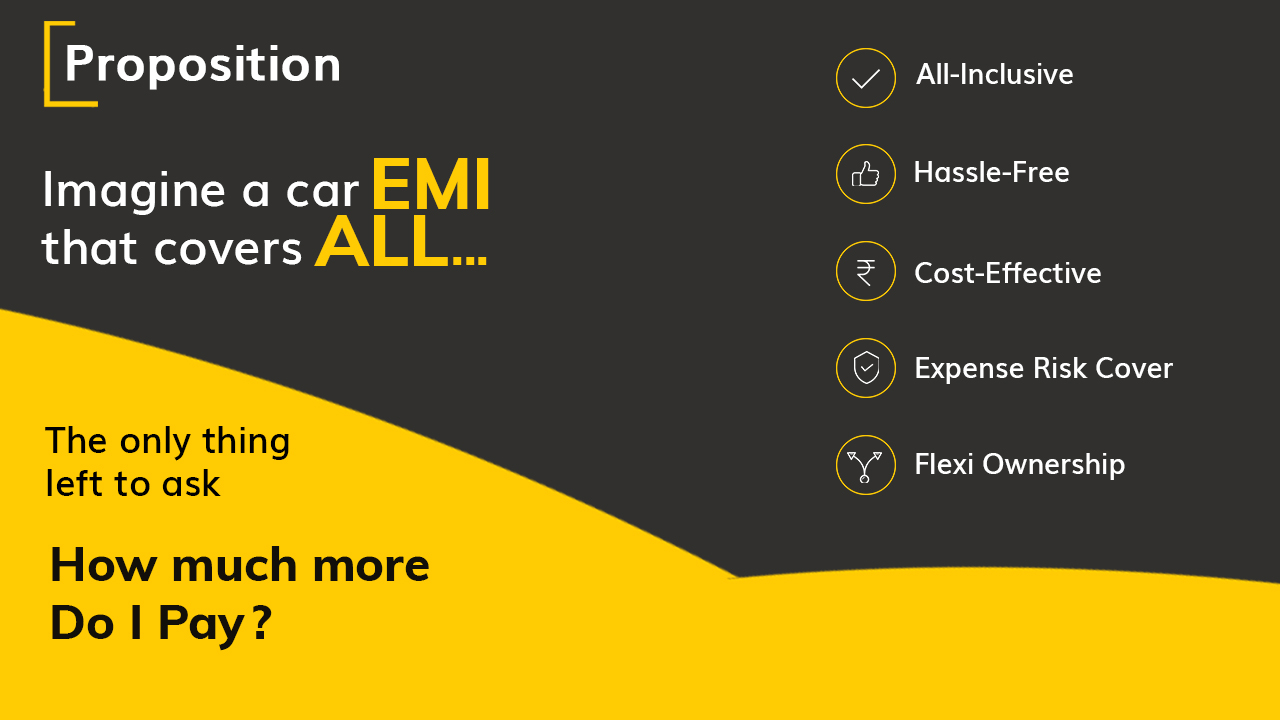 Proposition
Imagine a car EMI
that covers ALL...
The only thing
left to ask
How much more
Do I Pay?
All-Inclusive
Hassle-Free
₹
Cost-Effective
Expense Risk Cover
Flexi Ownership